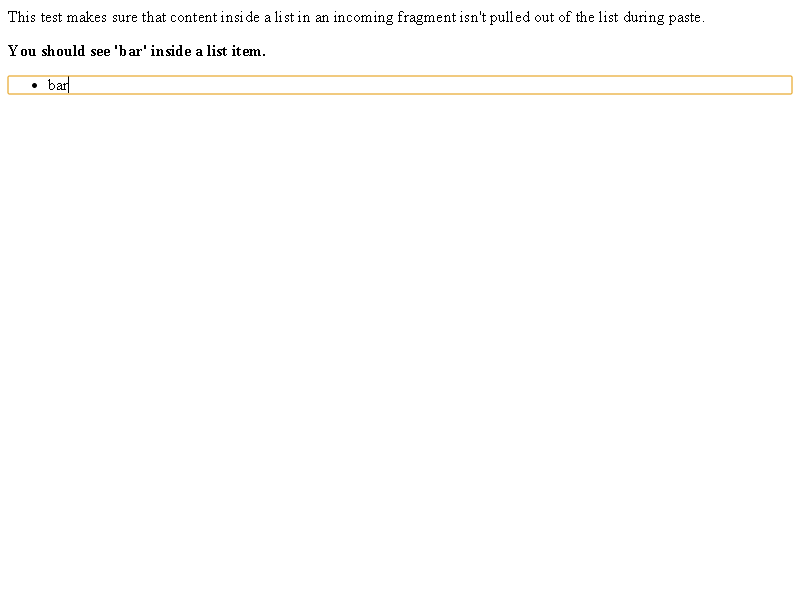 This test makes sure that content inside a list in an incoming fragment isn't pulled out of the list during paste.
You should see 'bar' inside a list item.
• bar